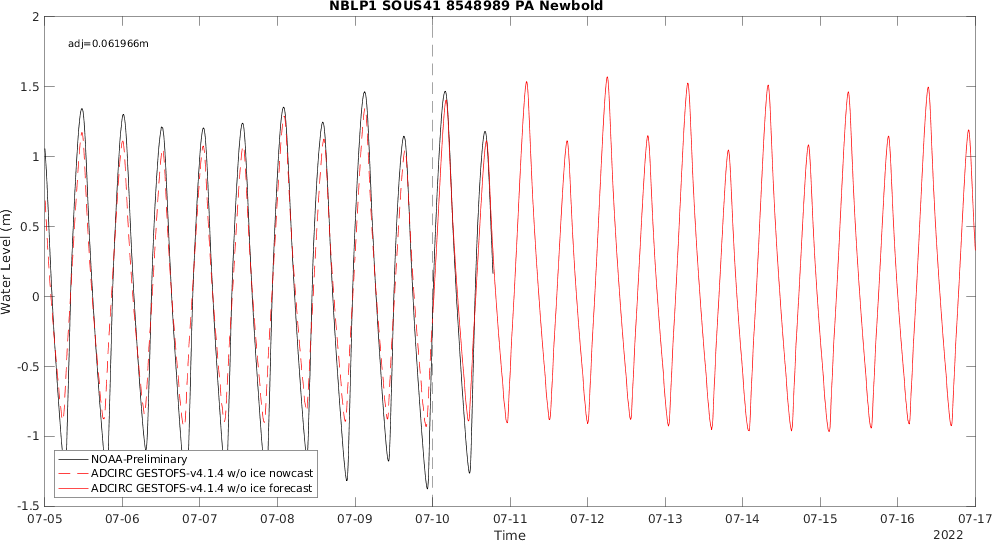 NBLP1 SOUS41 8548989 PA Newbold
adj=0.061966m
2
1.5
1
0.5
0
-0.5
-1
-1.5
Water Level (m)
NOAA-Preliminary
ADCIRC GESTOFS-v4.1.4 w/o ice nowcast
ADCIRC GESTOFS-v4.1.4 w/o ice forecast
07-05 07-06 07-07 07-08 07-09 07-10 07-11 07-12 07-13 07-14 07-15 07-16 07-17
Time
2022